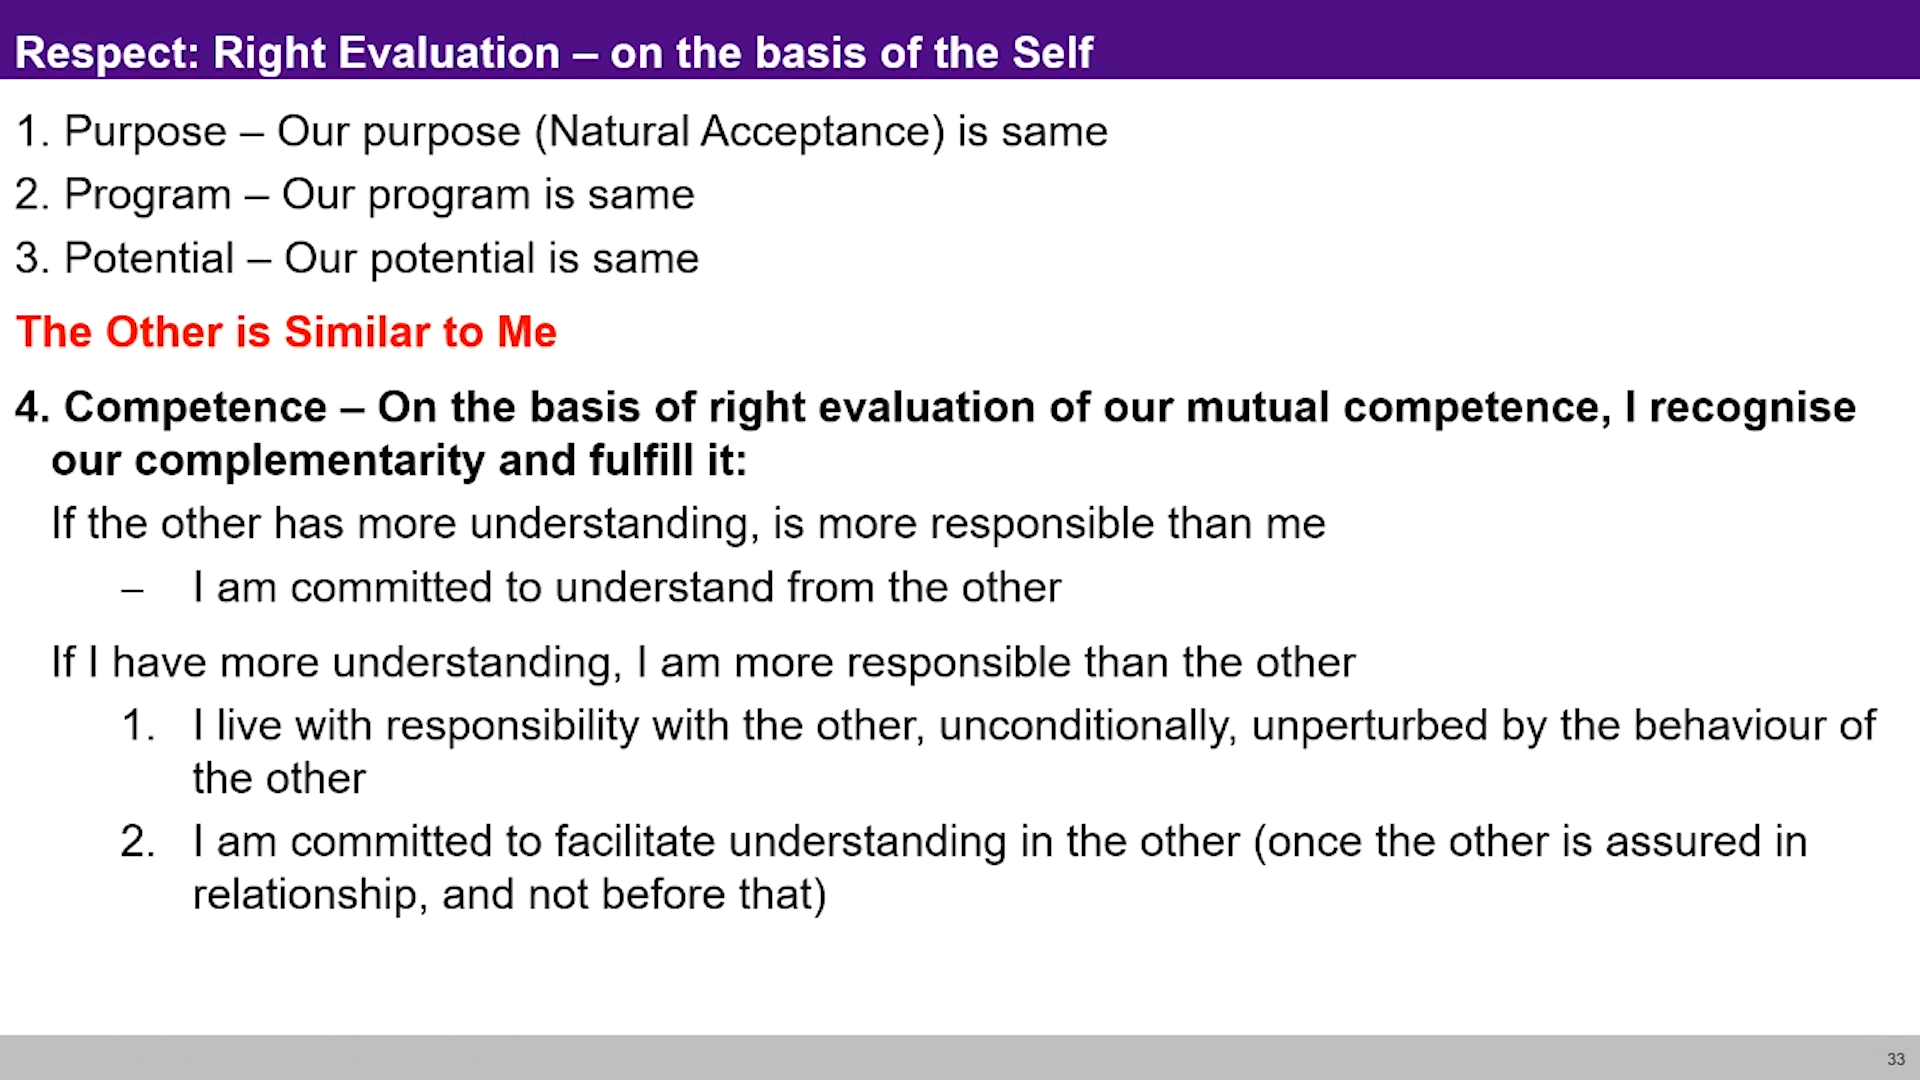 Respect: Right Evaluation – on the basis of the Self
1. Purpose – Our purpose (Natural Acceptance) is same
2. Program – Our program is same
3. Potential – Our potential is same
The Other is Similar to Me
4. Competence – On the basis of right evaluation of our mutual competence, I recognise
our complementarity and fulfill it:
If the other has more understanding, is more responsible than me
– I am committed to understand from the other
If I have more understanding, I am more responsible than the other
1. I live with responsibility with the other, unconditionally, unperturbed by the behaviour of
the other
2. I am committed to facilitate understanding in the other (once the other is assured in
relationship, and not before that)
33